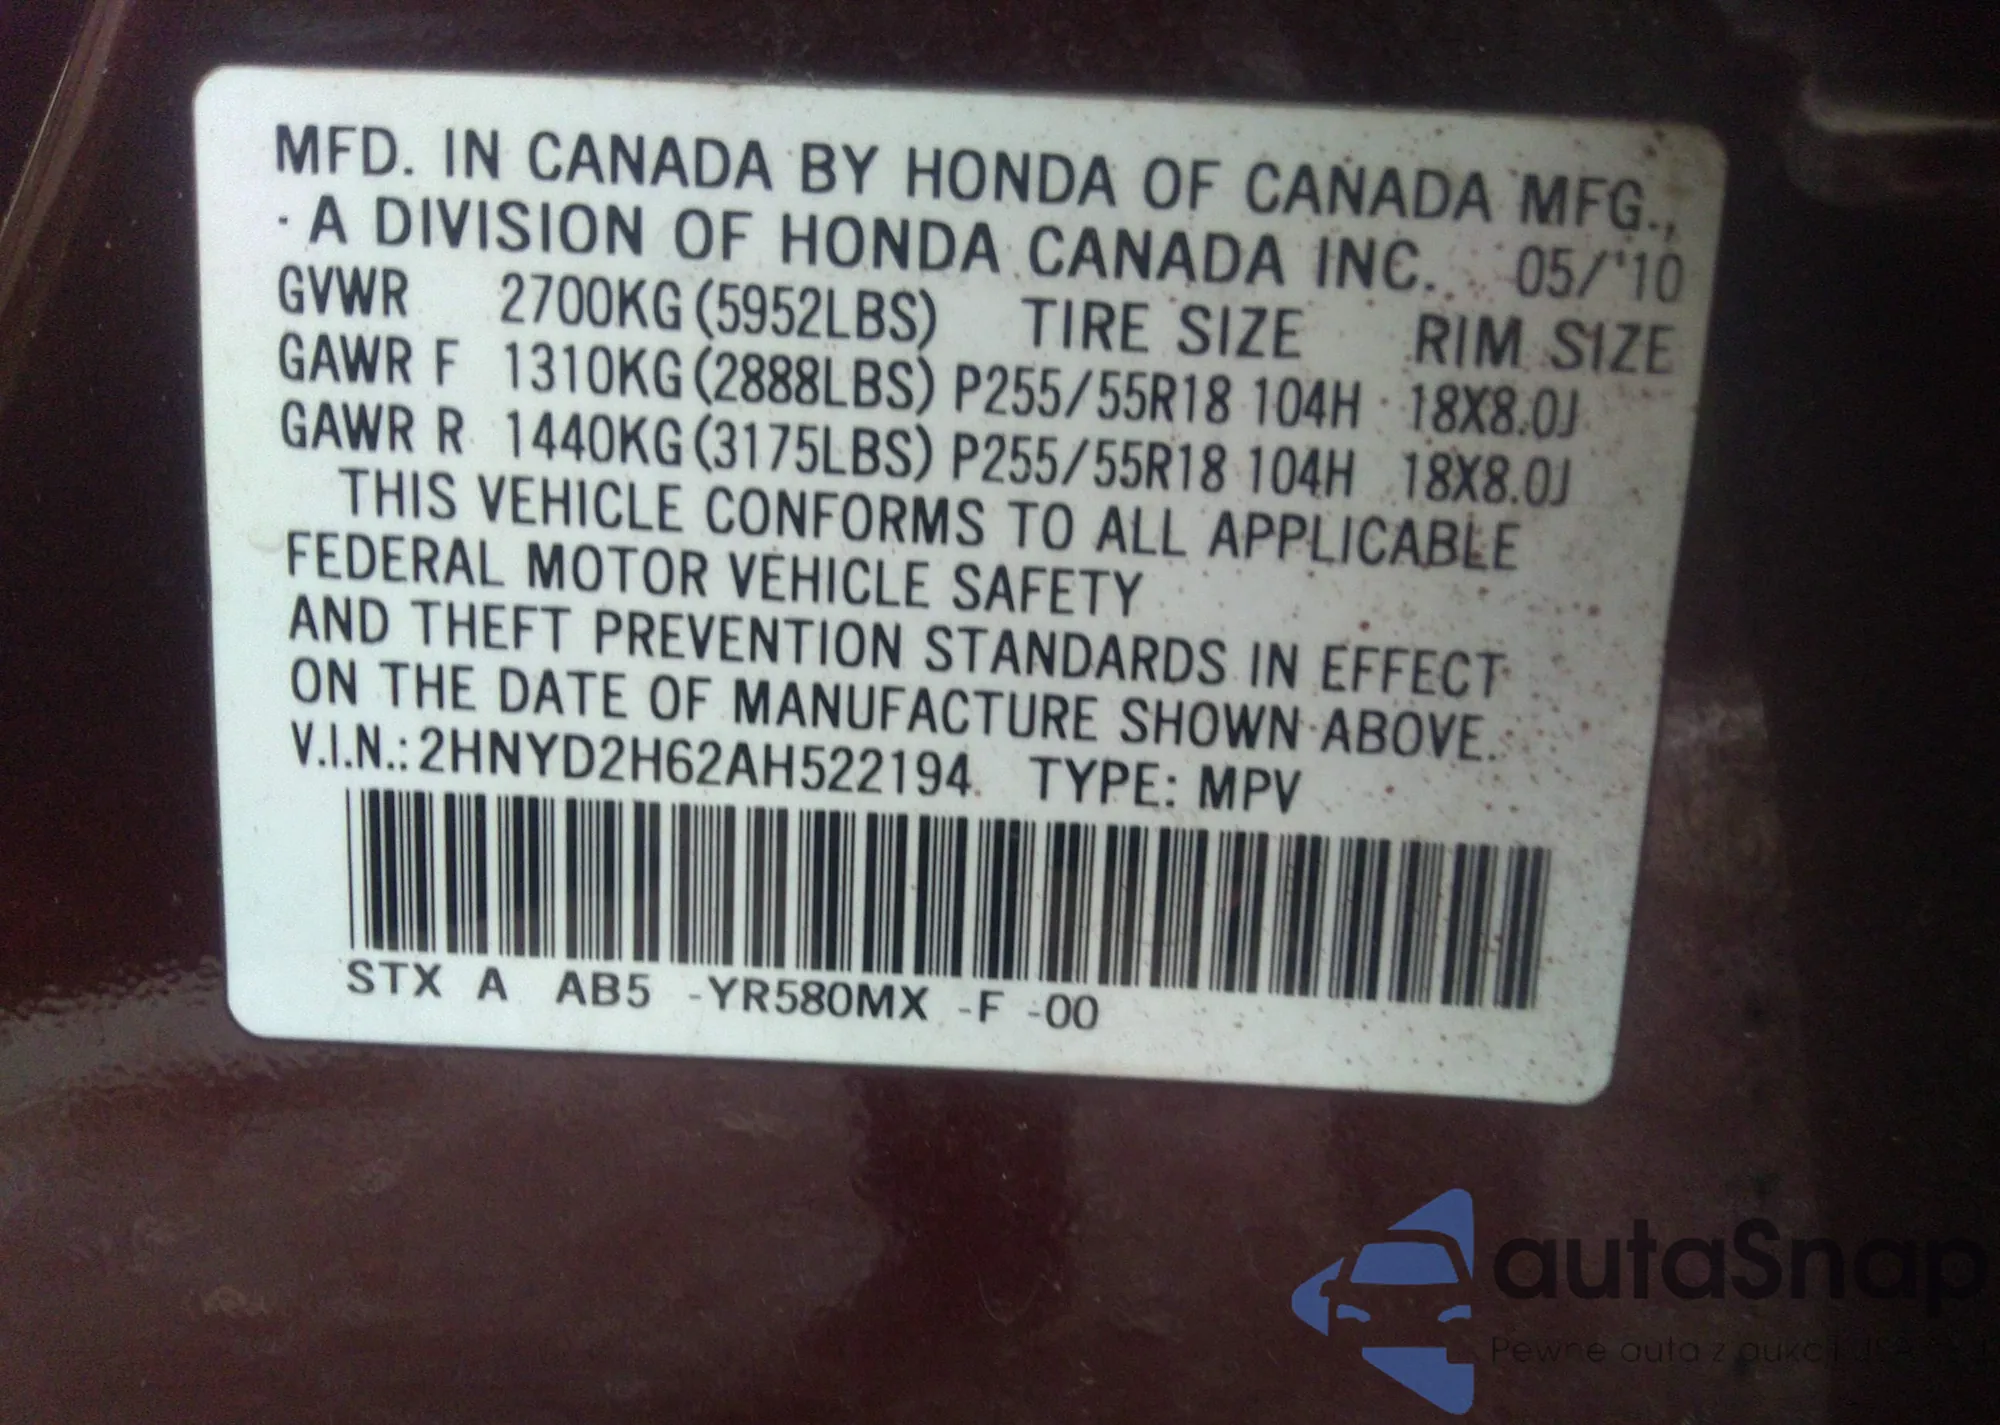 MFD. IN CANADA BY HONDA OF CANADA MFG.,
A DIVISION OF HONDA CANADA INC. 05/'10
GVWR 2700KG (5952LBS) TIRE SIZE RIM SIZE
GAWR F 1310KG (2888LBS) P255/55R18 104H 18X8.0J
GAWR R 1440KG (3175LBS) P255/55R18 104H 18X8.0J
THIS VEHICLE CONFORMS TO ALL APPLICABLE
FEDERAL MOTOR VEHICLE SAFETY
AND THEFT PREVENTION STANDARDS IN EFFECT
ON THE DATE OF MANUFACTURE SHOWN ABOVE.
V.I.N.: 2HNYD2H62AH522194 TYPE: MPV
STX A AB5 -YR580MX -F -00
autaSnap
Pewne auta z aukcji